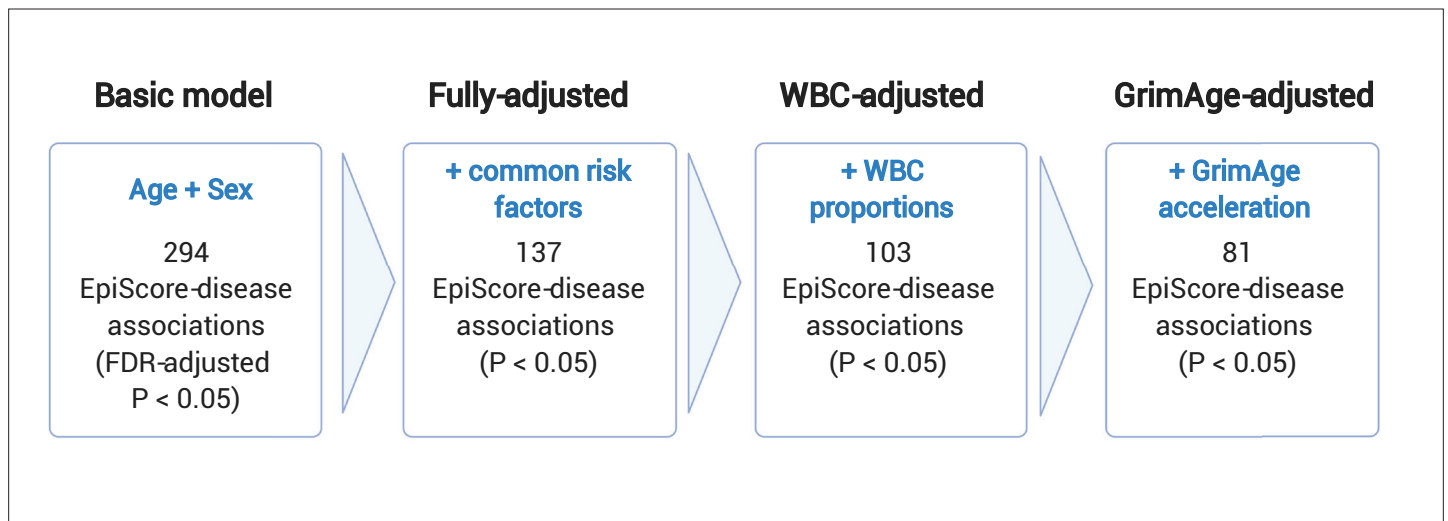 Basic model
Age + Sex
294
EpiScore-disease
associations
(FDR-adjusted
P < 0.05)
Fully-adjusted
+ common risk
factors
137
EpiScore-disease
associations
(P < 0.05)
WBC-adjusted
+ WBC
proportions
103
EpiScore-disease
associations
(P < 0.05)
GrimAge-adjusted
+ GrimAge
acceleration
81
EpiScore-disease
associations
(P < 0.05)